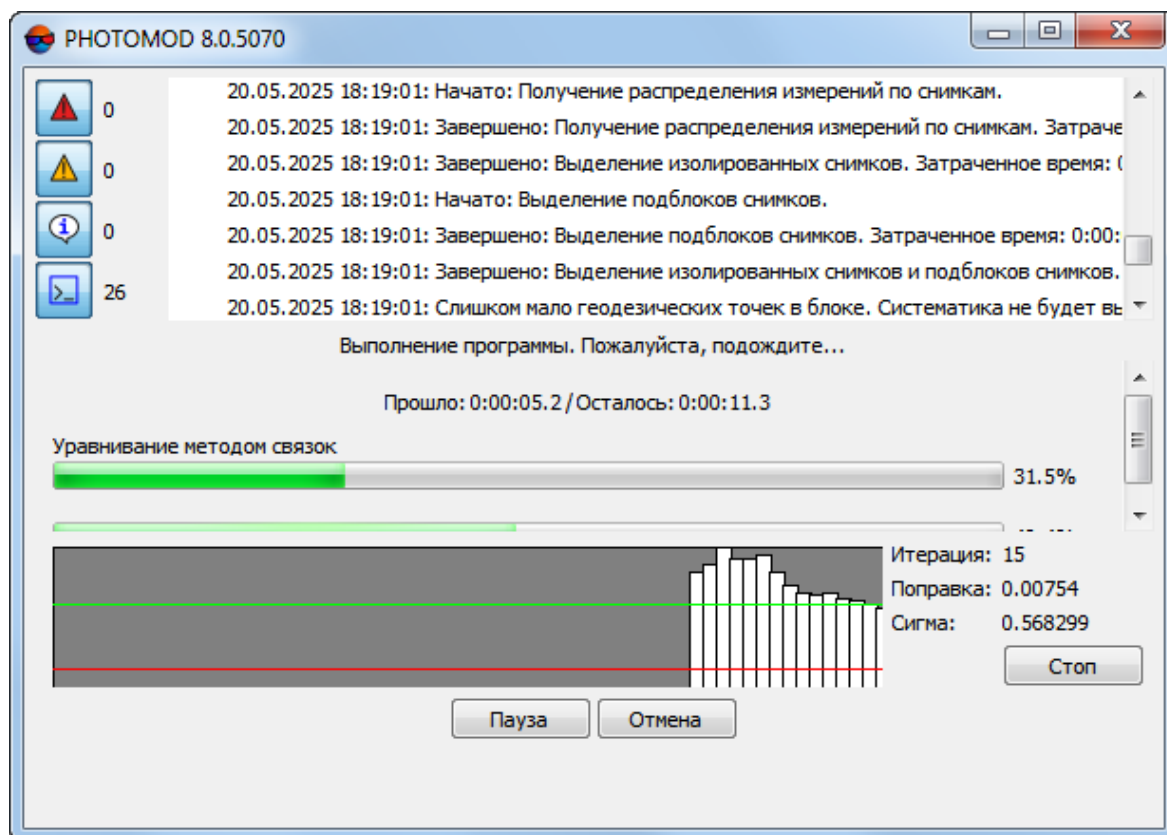 PHOTOMOD 8.0.5070
0
20.05.2025 18:19:01: Начато: Получение распределения измерений по снимкам.
20.05.2025 18:19:01: Завершено: Получение распределения измерений по снимкам. Затраче
0
20.05.2025 18:19:01: Завершено: Выделение изолированных снимков. Затраченное время: 0
20.05.2025 18:19:01: Начато: Выделение подблоков снимков.
0
20.05.2025 18:19:01: Завершено: Выделение подблоков снимков. Затраченное время: 0:00:
20.05.2025 18:19:01: Завершено: Выделение изолированных снимков и подблоков снимков.
26
20.05.2025 18:19:01: Слишком мало геодезических точек в блоке. Систематика не будет вы
Выполнение программы. Пожалуйста, подождите...
Прошло: 0:00:05.2/Осталось: 0:00:11.3
Уравнивание методом связок
31.5%
Итерация: 15
Поправка: 0.00754
Сигма: 0.568299
Стоп
Пауза Отмена